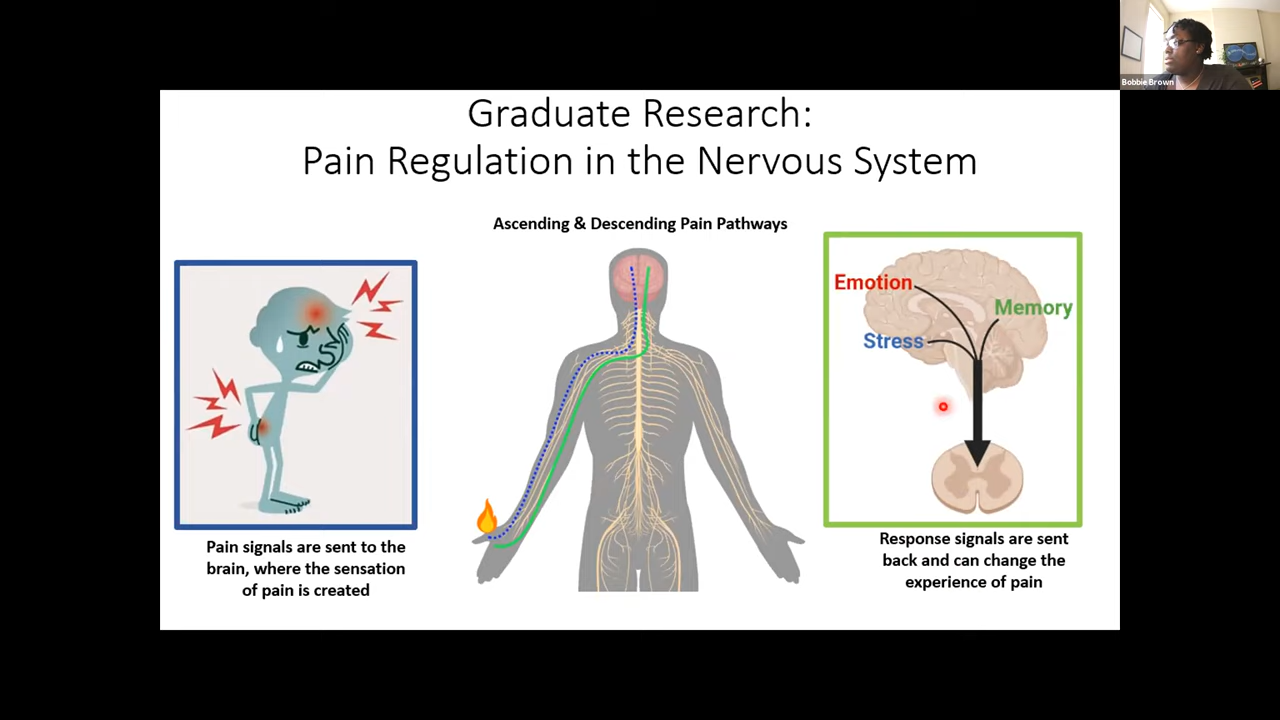 Bobbie Brown
Graduate Research:
Pain Regulation in the Nervous System
Ascending & Descending Pain Pathways
Emotion
Memory
Stress
Pain signals are sent to the
brain, where the sensation
of pain is created
Response signals are sent
back and can change the
experience of pain